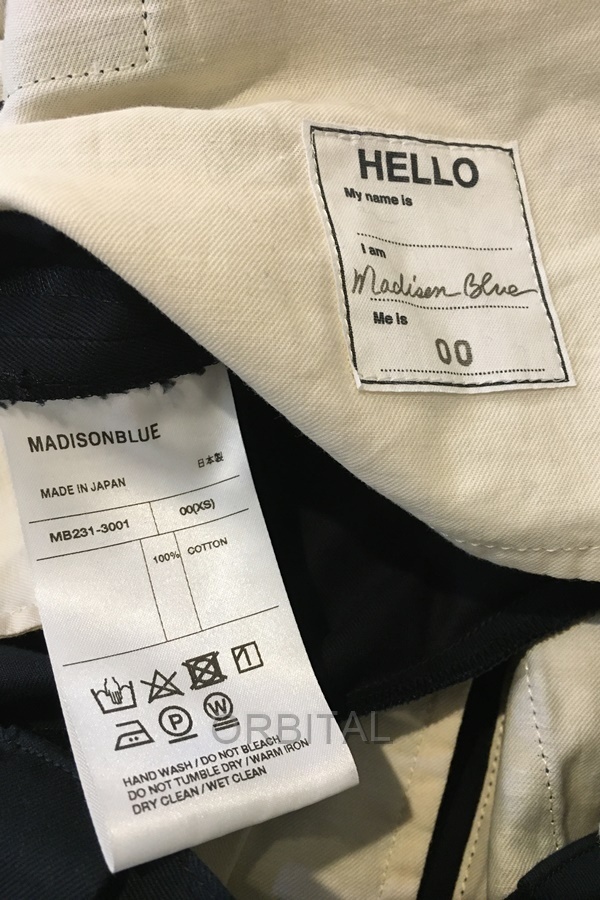 HELLO
My name is
I am
Madison Blue
Me is
00
MADISONBLUE
日本製
MADE IN JAPAN
MB231-3001 00(XS)
100% COTTON
P W
ORBITAL
HAND WASH / DO NOT BLEACH
DO NOT TUMBLE DRY / WARM IRON
DRY CLEAN / WET CLEAN